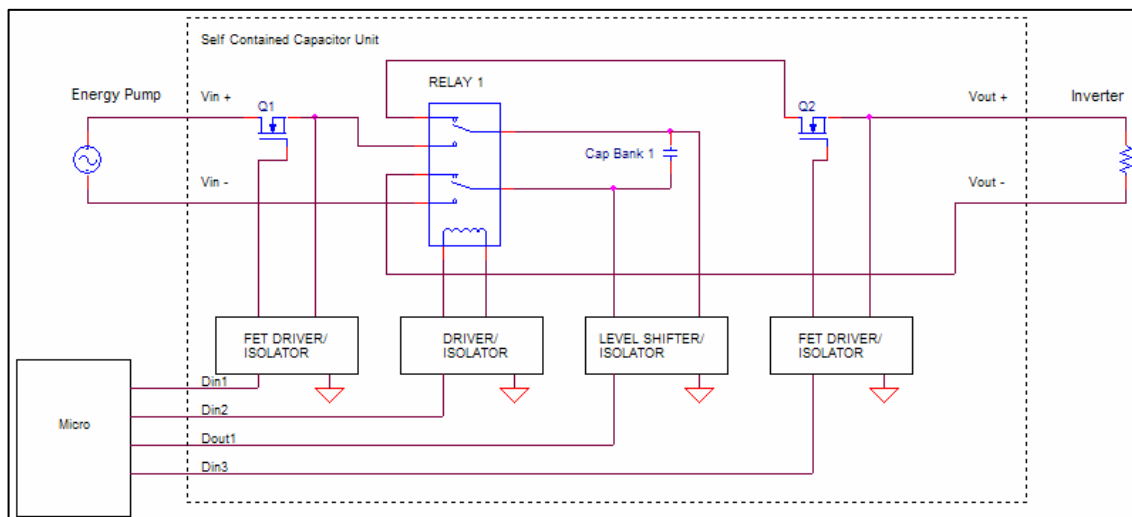 Self Contained Capacitor Unit
RELAY 1
Energy Pump
Vin +
Q1
Q2
Vout +
Inverter
Cap Bank 1
Vin -
Vout -
FET DRIVER/
ISOLATOR
DRIVER/
ISOLATOR
LEVEL SHIFTER/
ISOLATOR
FET DRIVER/
ISOLATOR
Micro
Din1
Din2
Dout1
Din3